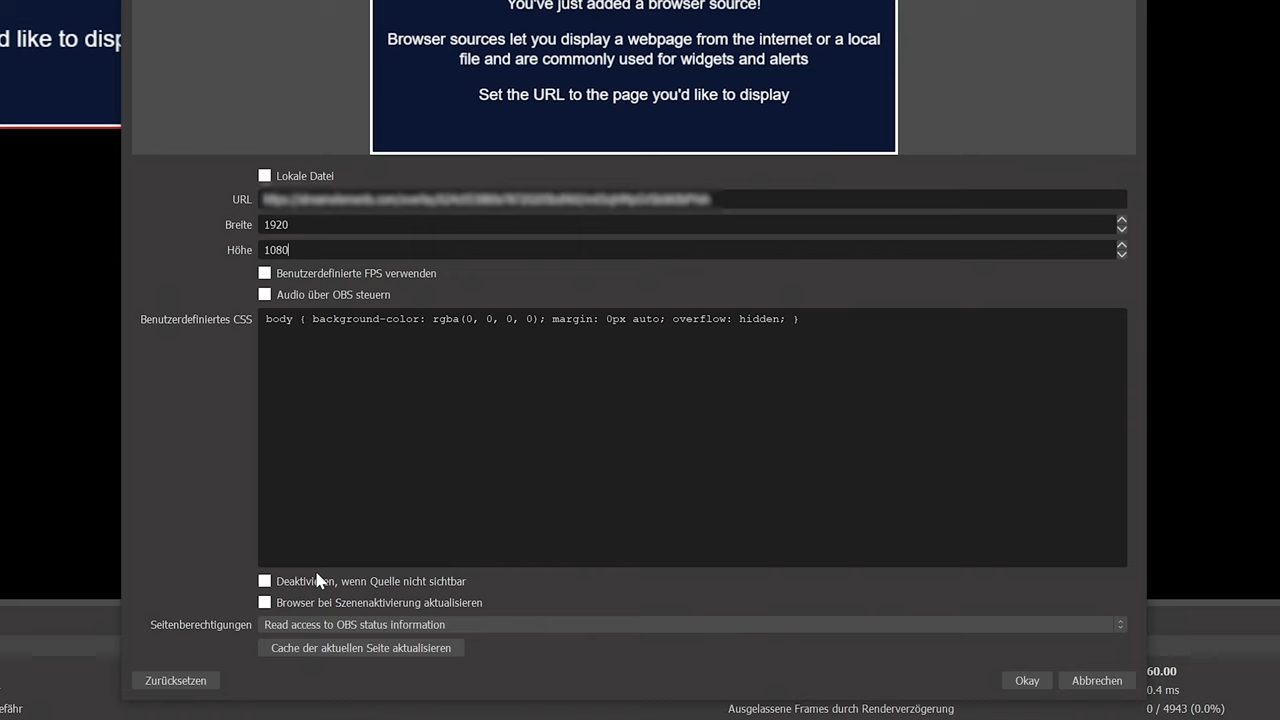 You've just added a browser source!
d like to disp
Browser sources let you display a webpage from the internet or a local
file and are commonly used for widgets and alerts
Set the URL to the page you'd like to display
Lokale Datei
URL
Breite 1920
Höhe 1080
Benutzerdefinierte FPS verwenden
Audio über OBS steuern
Benutzerdefiniertes CSS body { background-color: rgba(0, 0, 0, 0); margin: 0px auto; overflow: hidden; }
Deaktivieren, wenn Quelle nicht sichtbar
Browser bei Szenenaktivierung aktualisieren
Seitenberechtigungen Read access to OBS status information
Cache der aktuellen Seite aktualisieren
Zurücksetzen Okay Abbrechen
60.00
0.4 ms
efähr Ausgelassene Frames durch Renderverzögerung 0 / 4943 (0.0%)